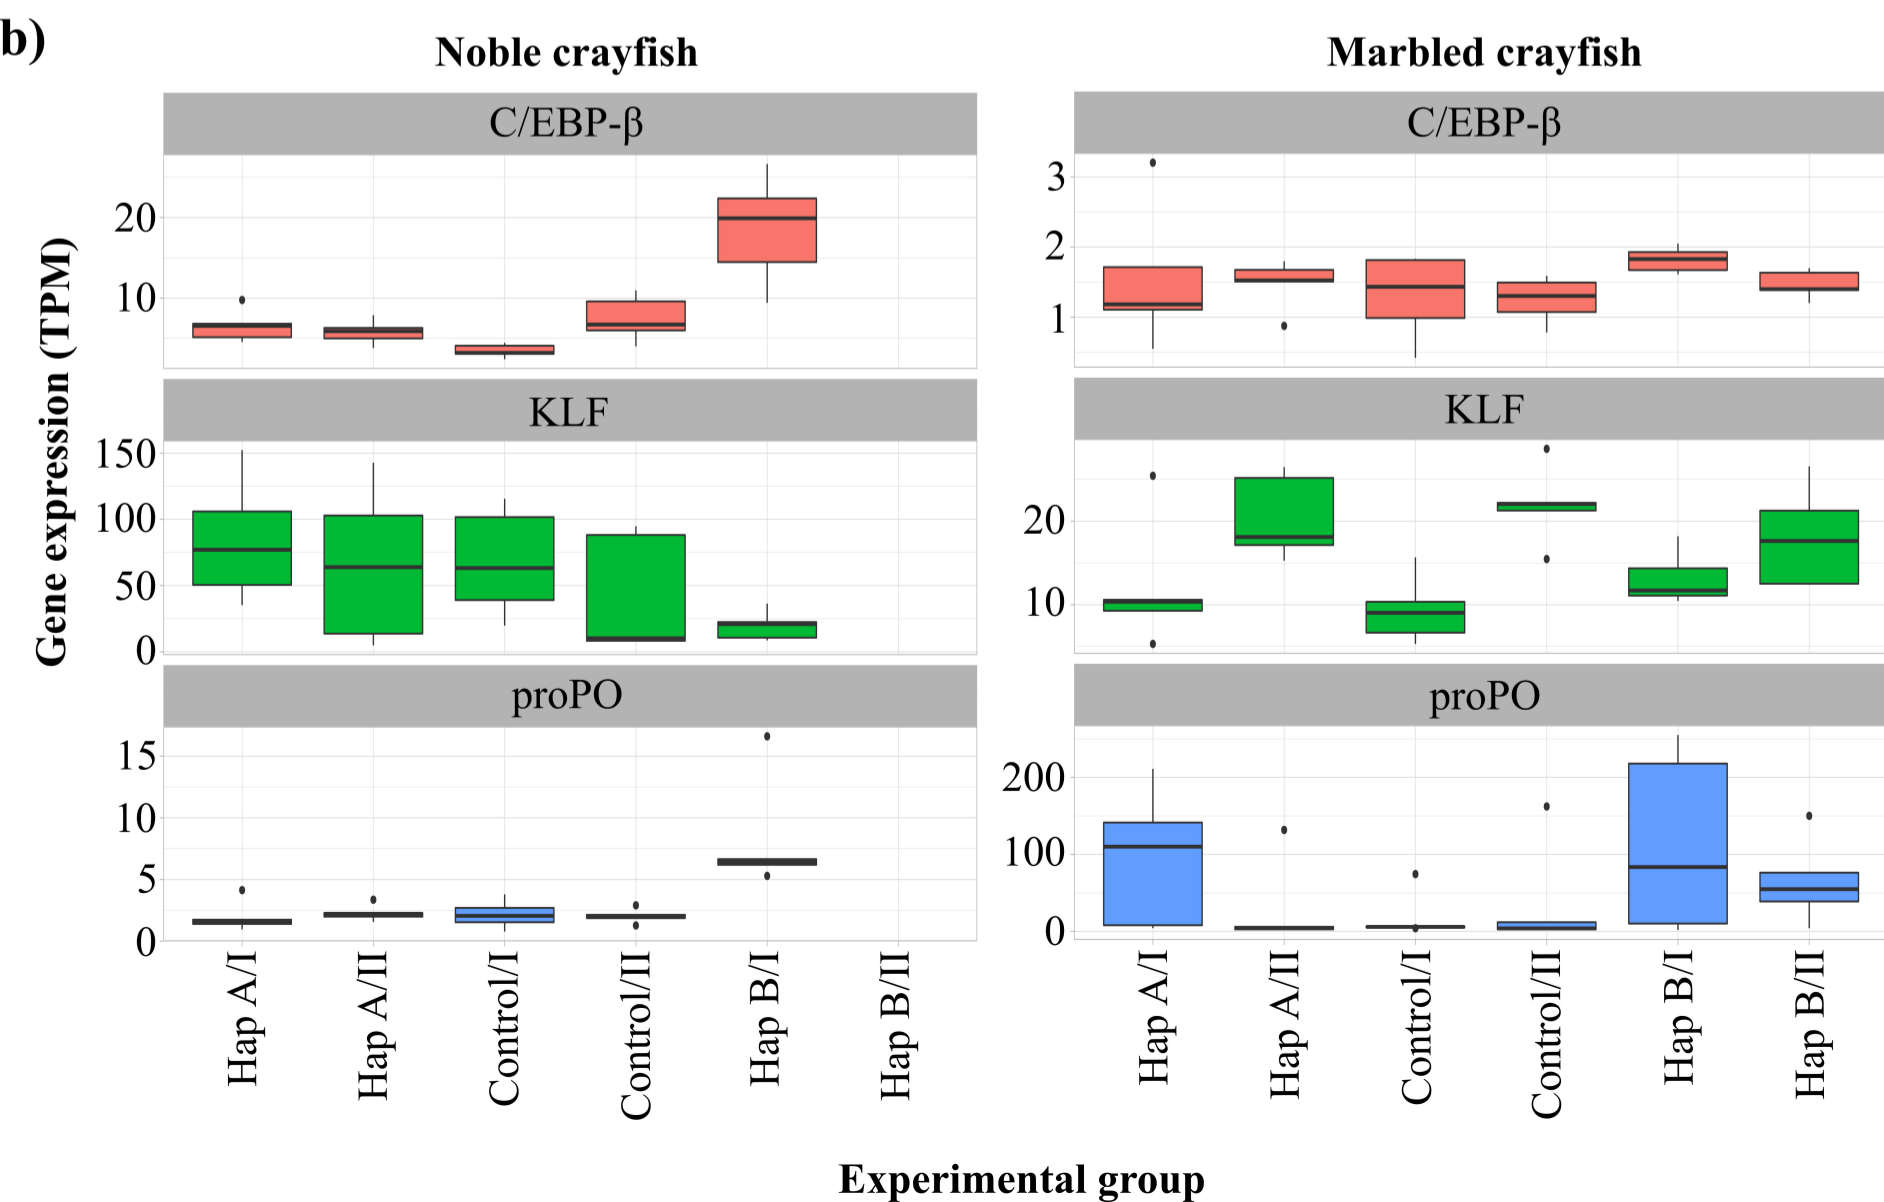 b)
Noble crayfish
Marbled crayfish
Gene expression (TPM)
C/EBP-β
20
10
KLF
150
100
50
0
proPO
15
10
5
0
Hap A/I
Hap A/II
Control/I
Control/II
Hap B/I
Hap B/II
C/EBP-β
3
2
1
KLF
20
10
proPO
200
100
0
Hap A/I
Hap A/II
Control/I
Control/II
Hap B/I
Hap B/II
Experimental group